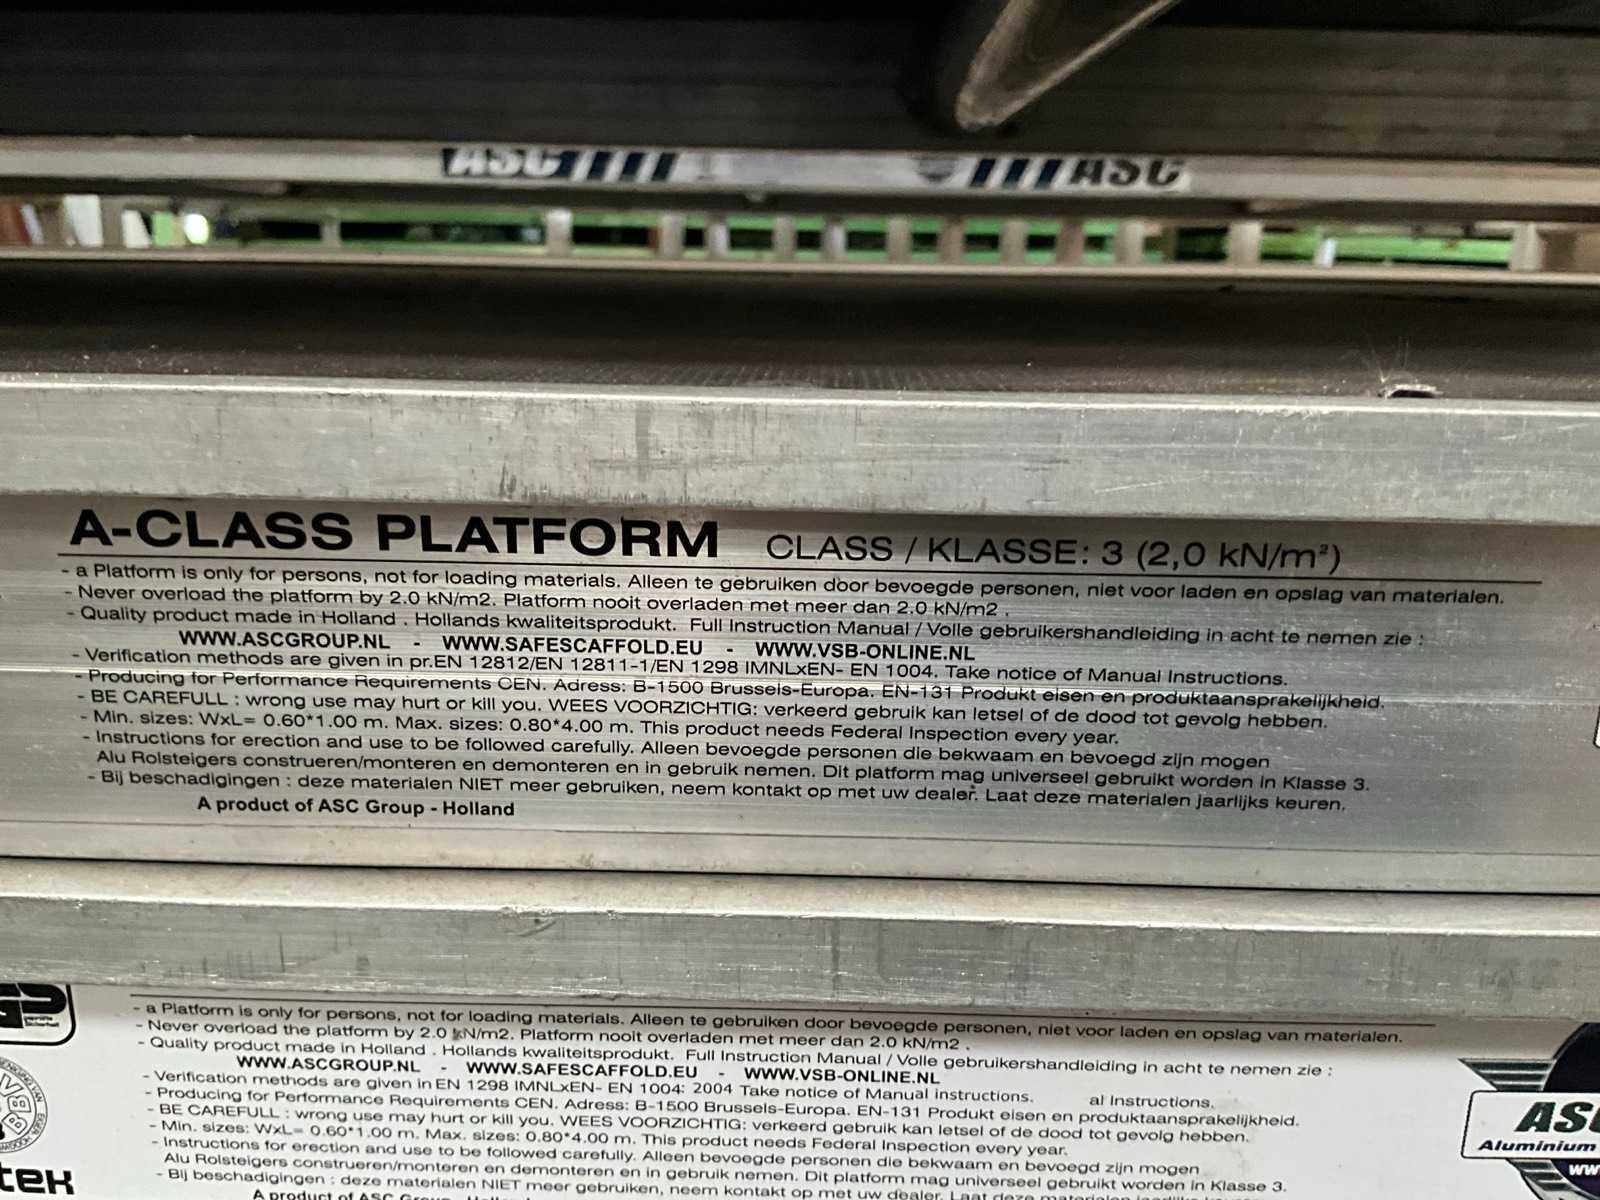 ASC
ASC
A-CLASS PLATFORM CLASS / KLASSE: 3 (2,0 kN/m²)
- a Platform is only for persons, not for loading materials. Alleen te gebruiken door bevoegde personen, niet voor laden en opslag van materialen.
- Never overload the platform by 2.0 kN/m2. Platform nooit overladen met meer dan 2.0 kN/m2 .
- Quality product made in Holland . Hollands kwaliteitsprodukt. Full Instruction Manual / Volle gebruikershandleiding in acht te nemen zie :
WWW.ASCGROUP.NL - WWW.SAFESCAFFOLD.EU - WWW.VSB-ONLINE.NL
- Verification methods are given in pr.EN 12812/EN 12811-1/EN 1298 IMNLxEN- EN 1004. Take notice of Manual Instructions.
- Producing for Performance Requirements CEN. Adress: B-1500 Brussels-Europa. EN-131 Produkt eisen en produktaansprakelijkheid.
- BE CAREFULL : wrong use may hurt or kill you. WEES VOORZICHTIG: verkeerd gebruik kan letsel of de dood tot gevolg hebben.
- Min. sizes: WxL= 0.60*1.00 m. Max. sizes: 0.80*4.00 m. This product needs Federal Inspection every year.
- Instructions for erection and use to be followed carefully. Alleen bevoegde personen die bekwaam en bevoegd zijn mogen
Alu Rolsteigers construeren/monteren en demonteren en in gebruik nemen. Dit platform mag universeel gebruikt worden in Klasse 3.
- Bij beschadigingen : deze materialen NIET meer gebruiken, neem kontakt op met uw dealer. Laat deze materialen jaarlijks keuren.
A product of ASC Group - Holland
- a Platform is only for persons, not for loading materials. Alleen te gebruiken door bevoegde personen, niet voor laden en opslag van materialen.
- Never overload the platform by 2.0 kN/m2. Platform nooit overladen met meer dan 2.0 kN/m2 .
- Quality product made in Holland . Hollands kwaliteitsprodukt. Full Instruction Manual / Volle gebruikershandleiding in acht te nemen zie :
WWW.ASCGROUP.NL - WWW.SAFESCAFFOLD.EU - WWW.VSB-ONLINE.NL
- Verification methods are given in EN 1298 IMNLxEN- EN 1004: 2004 Take notice of Manual Instructions. al Instructions.
- Producing for Performance Requirements CEN. Adress: B-1500 Brussels-Europa. EN-131 Produkt eisen en produktaansprakelijkheid.
- BE CAREFULL : wrong use may hurt or kill you. WEES VOORZICHTIG: verkeerd gebruik kan letsel of de dood tot gevolg hebben.
- Min. sizes: WxL= 0.60*1.00 m. Max. sizes: 0.80*4.00 m. This product needs Federal Inspection every year.
- Instructions for erection and use to be followed carefully. Alleen bevoegde personen die bekwaam en bevoegd zijn mogen
Alu Rolsteigers construeren/monteren en demonteren en in gebruik nemen. Dit platform mag universeel gebruikt worden in Klasse 3.
- Bij beschadigingen : deze materialen NIET meer gebruiken, neem kontakt op met uw dealer. Laat deze materialen
A product of ASC
tek
ASC
Aluminium